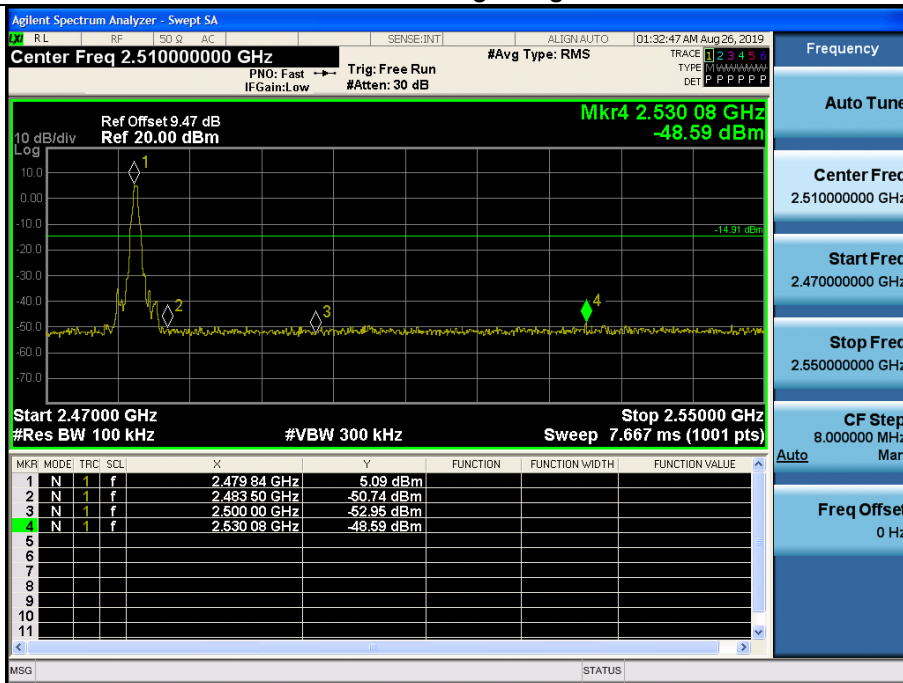 Agilent Spectrum Analyzer - Swept SA
RL RF 50 Ω AC SENSE:INT ALIGN AUTO 01:32:47 AM Aug 26, 2019
Center Freq 2.510000000 GHz
PNO: Fast
IFGain:Low
Trig: Free Run
#Atten: 30 dB
#Avg Type: RMS
TRACE 1 2 3 4 5 6
TYPE M WWWWW
DET P P P P P P
Frequency
Auto Tune
Center Freq
2.510000000 GHz
Start Freq
2.470000000 GHz
Stop Freq
2.550000000 GHz
CF Step
8.000000 MHz
Auto Man
Freq Offset
0 Hz
Mkr4 2.530 08 GHz
-48.59 dBm
Ref Offset 9.47 dB
10 dB/div Ref 20.00 dBm
Log
10.0
0.00
-10.0
-20.0
-30.0
-40.0
-50.0
-60.0
-70.0
1
2
3
4
-14.91 dBm
Start 2.47000 GHz Stop 2.55000 GHz
#Res BW 100 kHz #VBW 300 kHz Sweep 7.667 ms (1001 pts)
MKR MODE TRC SCL X Y FUNCTION FUNCTION WIDTH FUNCTION VALUE
1 N 1 f 2.479 84 GHz 5.09 dBm
2 N 1 f 2.483 50 GHz -50.74 dBm
3 N 1 f 2.500 00 GHz -52.95 dBm
4 N 1 f 2.530 08 GHz -48.59 dBm
5
6
7
8
9
10
11
MSG STATUS